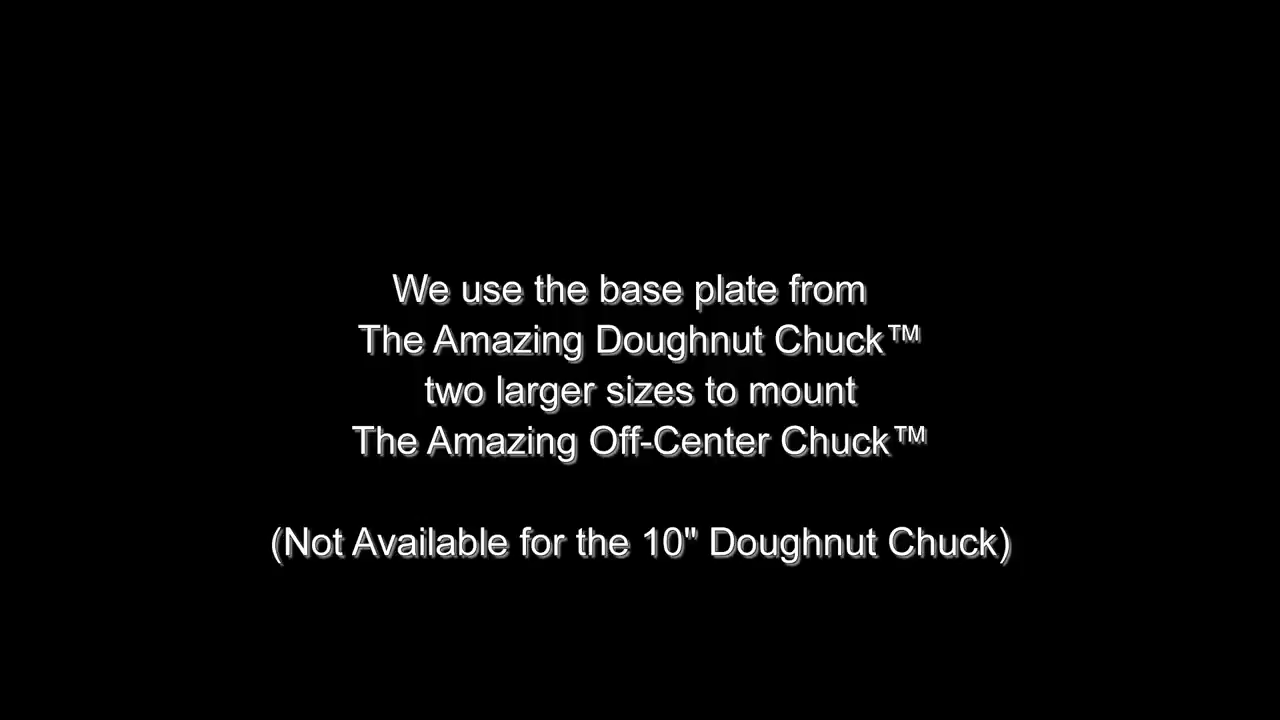 We use the base plate from
The Amazing Doughnut Chuck™
two larger sizes to mount
The Amazing Off-Center Chuck™
(Not Available for the 10" Doughnut Chuck)